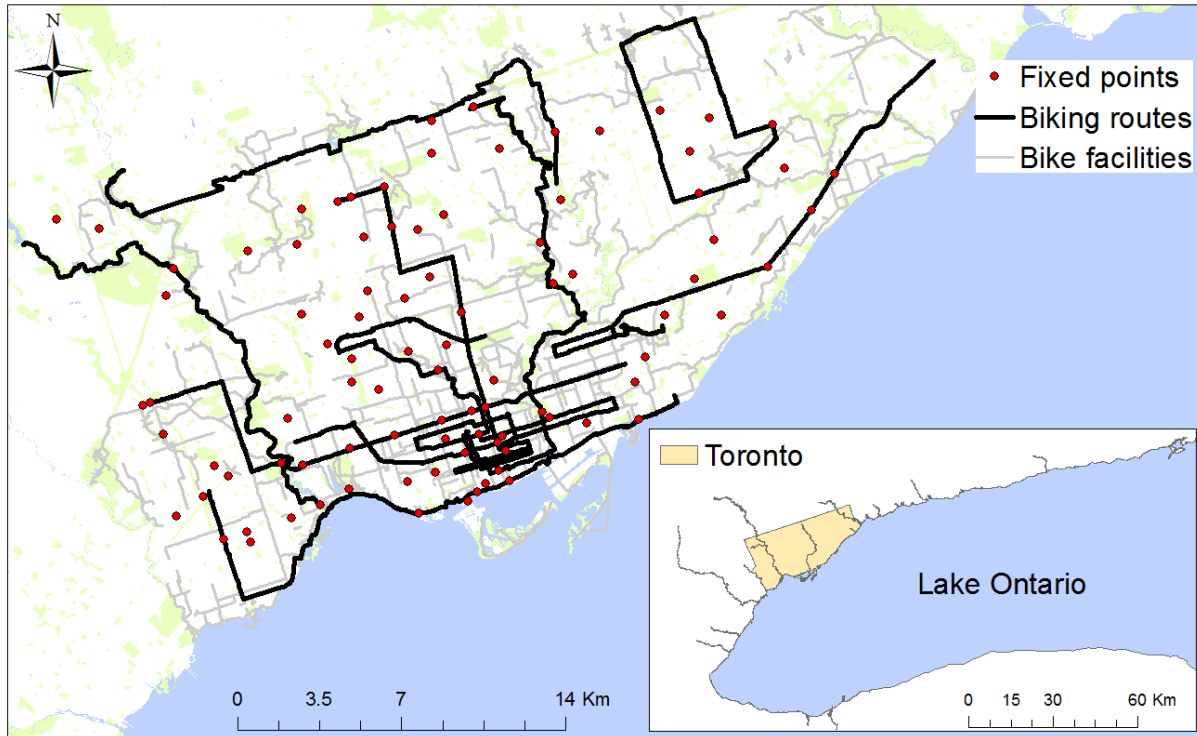 N
Fixed points
Biking routes
Bike facilities
Toronto
Lake Ontario
0 3.5 7 14 Km
0 15 30 60 Km